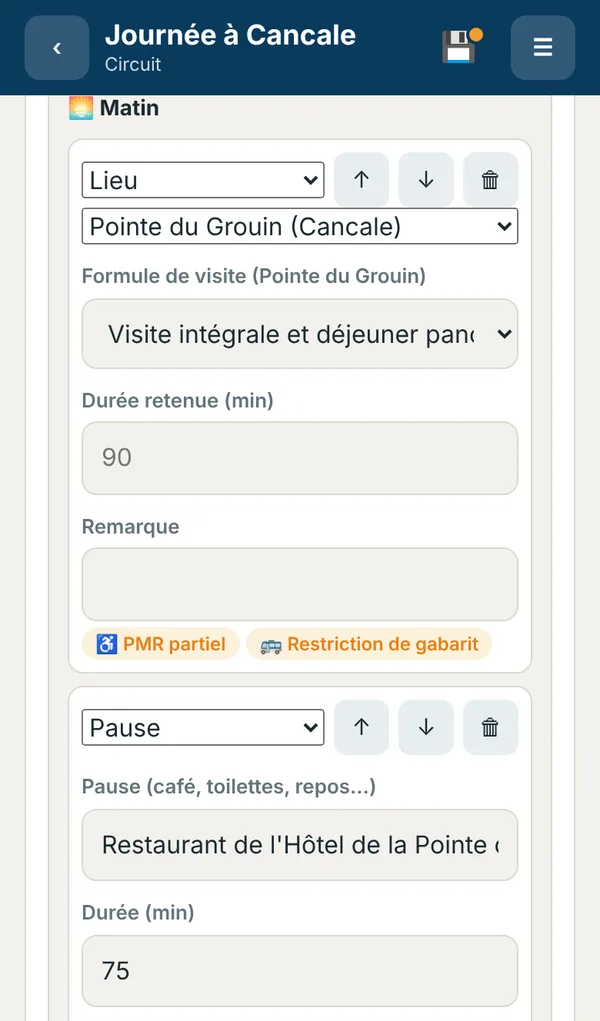 Journée à Cancale
Circuit
Matin
Lieu
Pointe du Grouin (Cancale)
Formule de visite (Pointe du Grouin)
Visite intégrale et déjeuner
Durée retenue (min)
90
Remarque
PMR partiel
Restriction de gabarit
Pause
Pause (café, toilettes, repos...)
Restaurant de l'Hôtel de la Pointe
Durée (min)
75